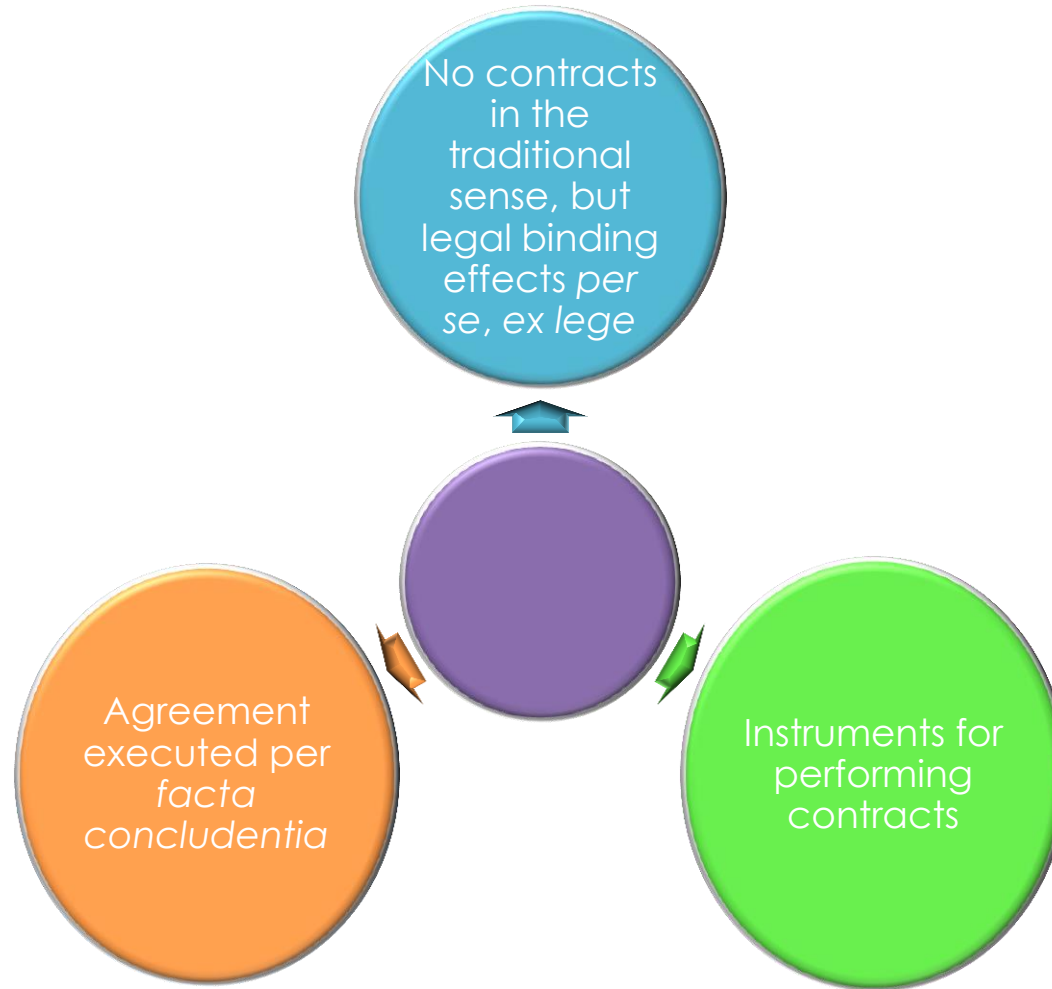 No contracts
in the
traditional
sense, but
legal binding
effects per
se, ex lege
Agreement
executed per
facta
concludentia
Instruments for
performing
contracts